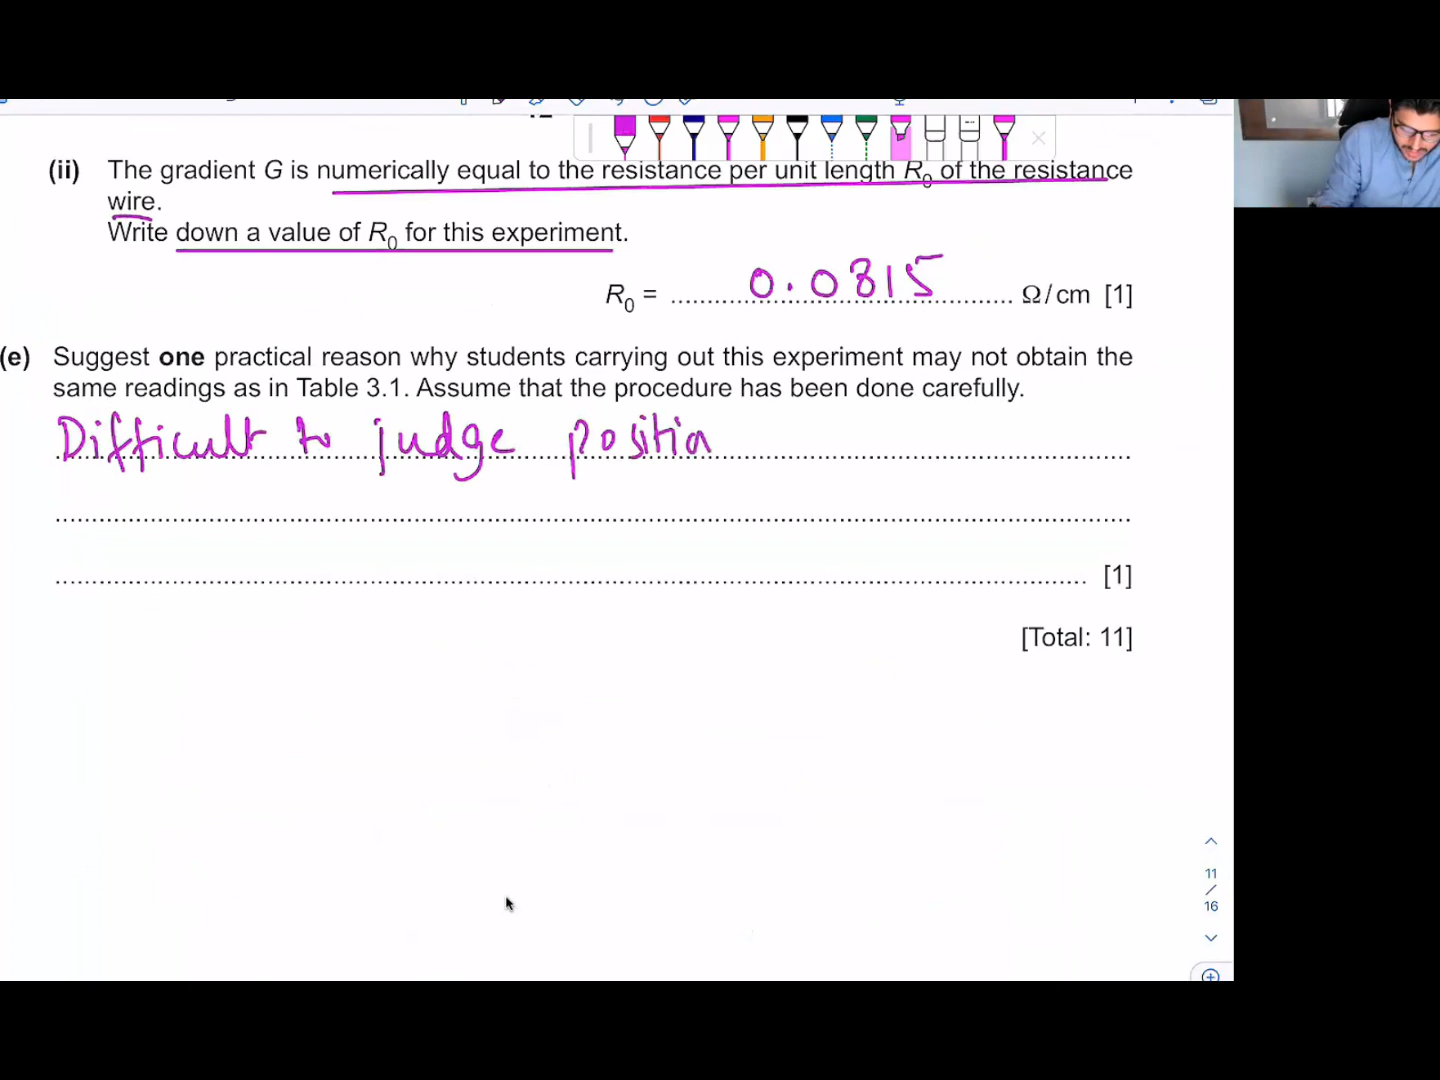 (ii) The gradient G is numerically equal to the resistance per unit length R₀ of the resistance
wire.
Write down a value of R₀ for this experiment.
R₀ = ........ 0.0815 ........ Ω/cm [1]
(e) Suggest one practical reason why students carrying out this experiment may not obtain the
same readings as in Table 3.1. Assume that the procedure has been done carefully.
Difficult to judge positio
[1]
[Total: 11]
11
/
16